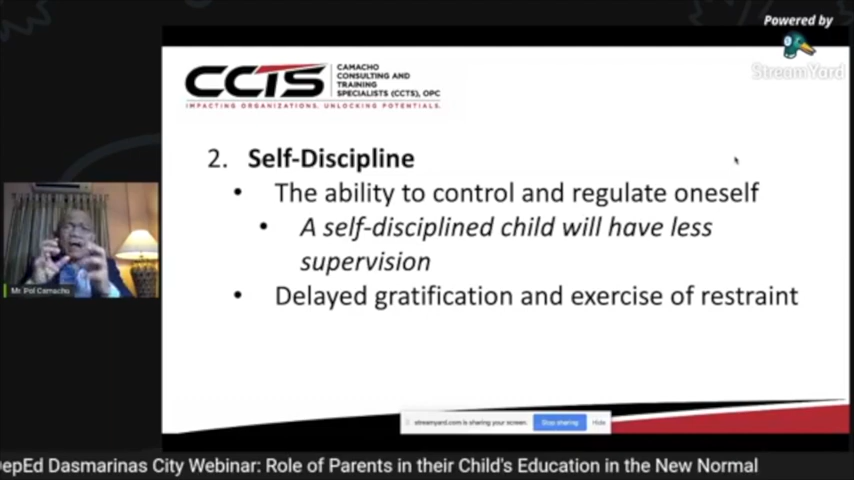 Powered by
StreamYard
CCTS
CAMACHO
CONSULTING AND
TRAINING
SPECIALISTS (CCTS), OPC
IMPACTING ORGANIZATIONS. UNLOCKING POTENTIALS.
2. Self-Discipline
• The ability to control and regulate oneself
• A self-disciplined child will have less
supervision
• Delayed gratification and exercise of restraint
Mr. Pol Camacho
streamyard.com is sharing your screen.
Stop sharing
Hide
DepEd Dasmarinas City Webinar: Role of Parents in their Child's Education in the New Normal